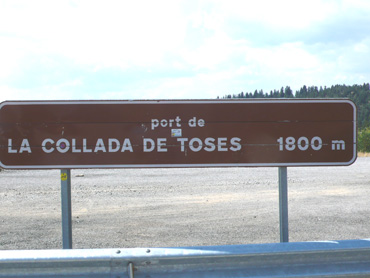 port de
LA COLLADA DE TOSES 1800 m